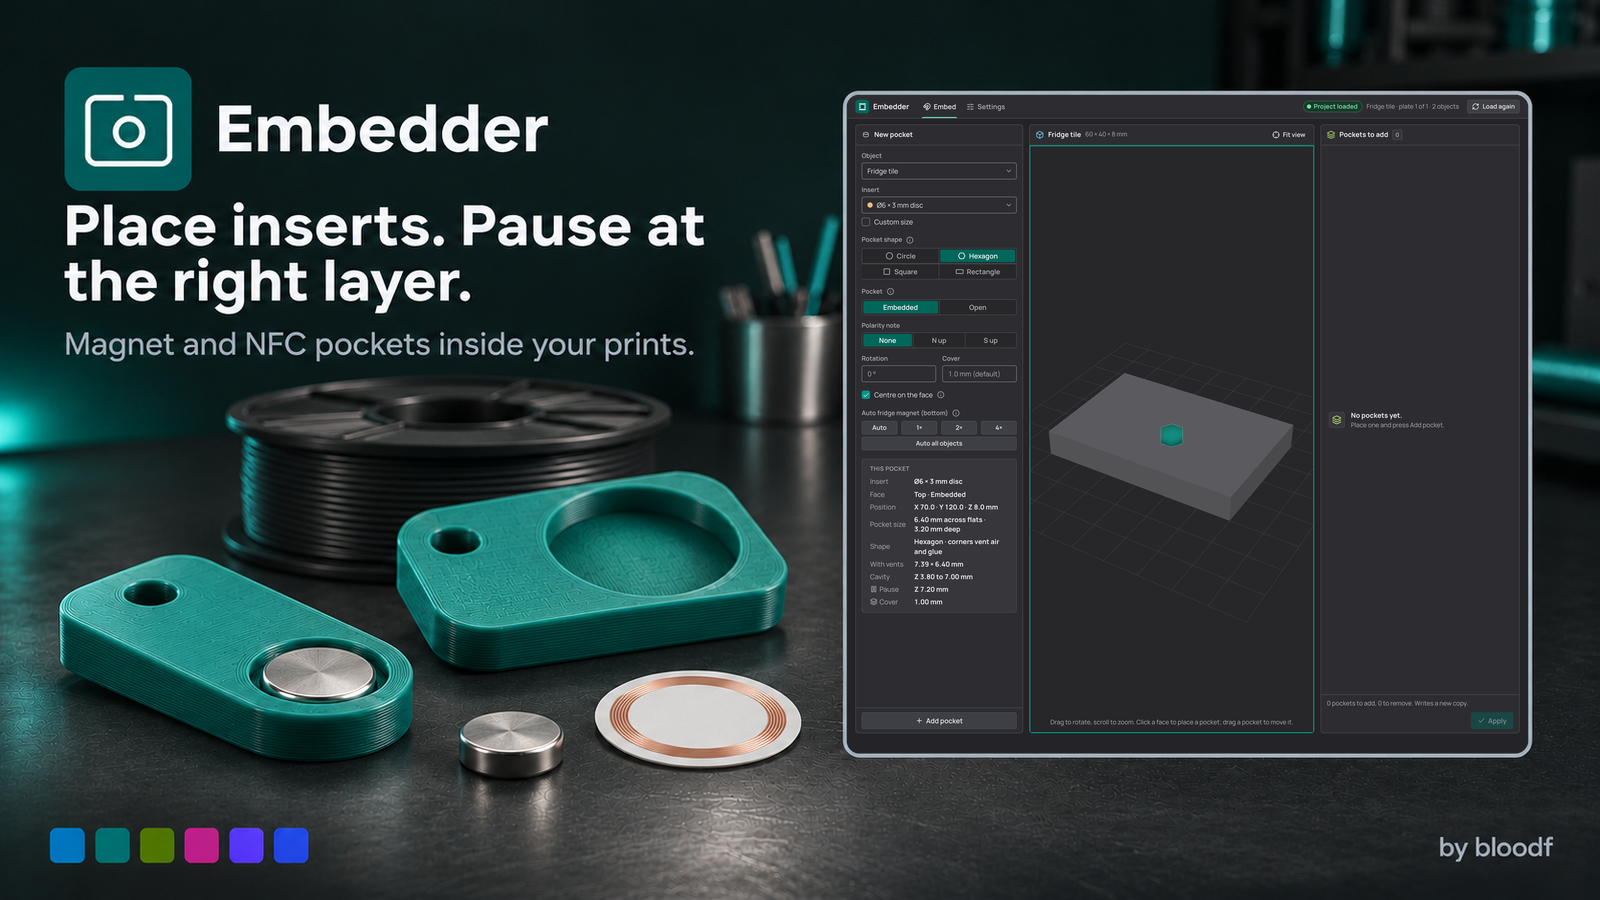 Embedder
Place inserts. Pause at
the right layer.
Magnet and NFC pockets inside your prints.
Embedder
Embed
Settings
Project loaded
Fridge tile · plate 1 of 1 · 2 objects
Load again
New pocket
Object
Fridge tile
Insert
Ø6 × 3 mm disc
Custom size
Pocket shape
Circle
Hexagon
Square
Rectangle
Pocket
Embedded
Open
Polarity note
None
N up
S up
Rotation
Cover
0 °
1.0 mm (default)
Centre on the face
Auto fridge magnet (bottom)
Auto
1×
2×
4×
Auto all objects
THIS POCKET
Insert Ø6 × 3 mm disc
Face Top · Embedded
Position X 70.0 · Y 120.0 · Z 8.0 mm
Pocket size 6.40 mm across flats ·
3.20 mm deep
Shape Hexagon · corners vent air
and glue
With vents 7.39 × 6.40 mm
Cavity Z 3.80 to 7.00 mm
Pause Z 7.20 mm
Cover 1.00 mm
+ Add pocket
Fridge tile 60 × 40 × 8 mm
Fit view
Drag to rotate, scroll to zoom. Click a face to place a pocket; drag a pocket to move it.
Pockets to add 0
No pockets yet.
Place one and press Add pocket.
0 pockets to add, 0 to remove. Writes a new copy.
Apply
by bloodf